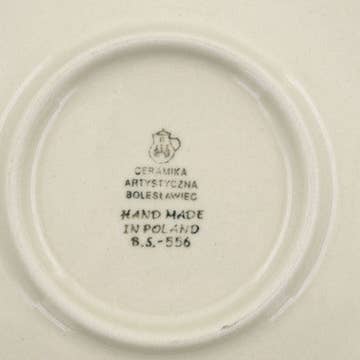 CERAMIKA
ARTYSTYCZNA
BOLESŁAWIEC
HAND MADE
IN POLAND
B.S.-556